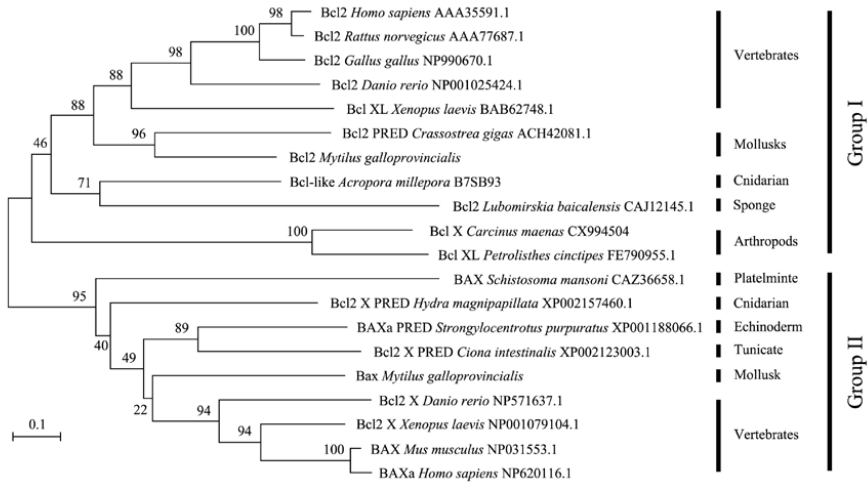 98 Bcl2 Homo sapiens AAA35591.1
Bcl2 Rattus norvegicus AAA77687.1
100
Bcl2 Gallus gallus NP990670.1
98
Bcl2 Danio rerio NP001025424.1
88
Bcl XL Xenopus laevis BAB62748.1
Vertebrates
88
Bcl2 PRED Crassostrea gigas ACH42081.1
96
Bcl2 Mytilus galloprovincialis
Mollusks
46
Bcl-like Acropora millepora B7SB93 Cnidarian
71
Bcl2 Lubomirskia baicalensis CAJ12145.1 Sponge
Bcl X Carcinus maenas CX994504
100
Bcl XL Petrolisthes cinctipes FE790955.1
Arthropods
Group I
BAX Schistosoma mansoni CAZ36658.1 Platelminte
95
Bcl2 X PRED Hydra magnipapillata XP002157460.1 Cnidarian
40
BAXa PRED Strongylocentrotus purpuratus XP001188066.1 Echinoderm
89
Bcl2 X PRED Ciona intestinalis XP002123003.1 Tunicate
49
Bax Mytilus galloprovincialis Mollusk
22
Bcl2 X Danio rerio NP571637.1
94
Bcl2 X Xenopus laevis NP001079104.1
94
BAX Mus musculus NP031553.1
100
BAXa Homo sapiens NP620116.1
Vertebrates
Group II
0.1